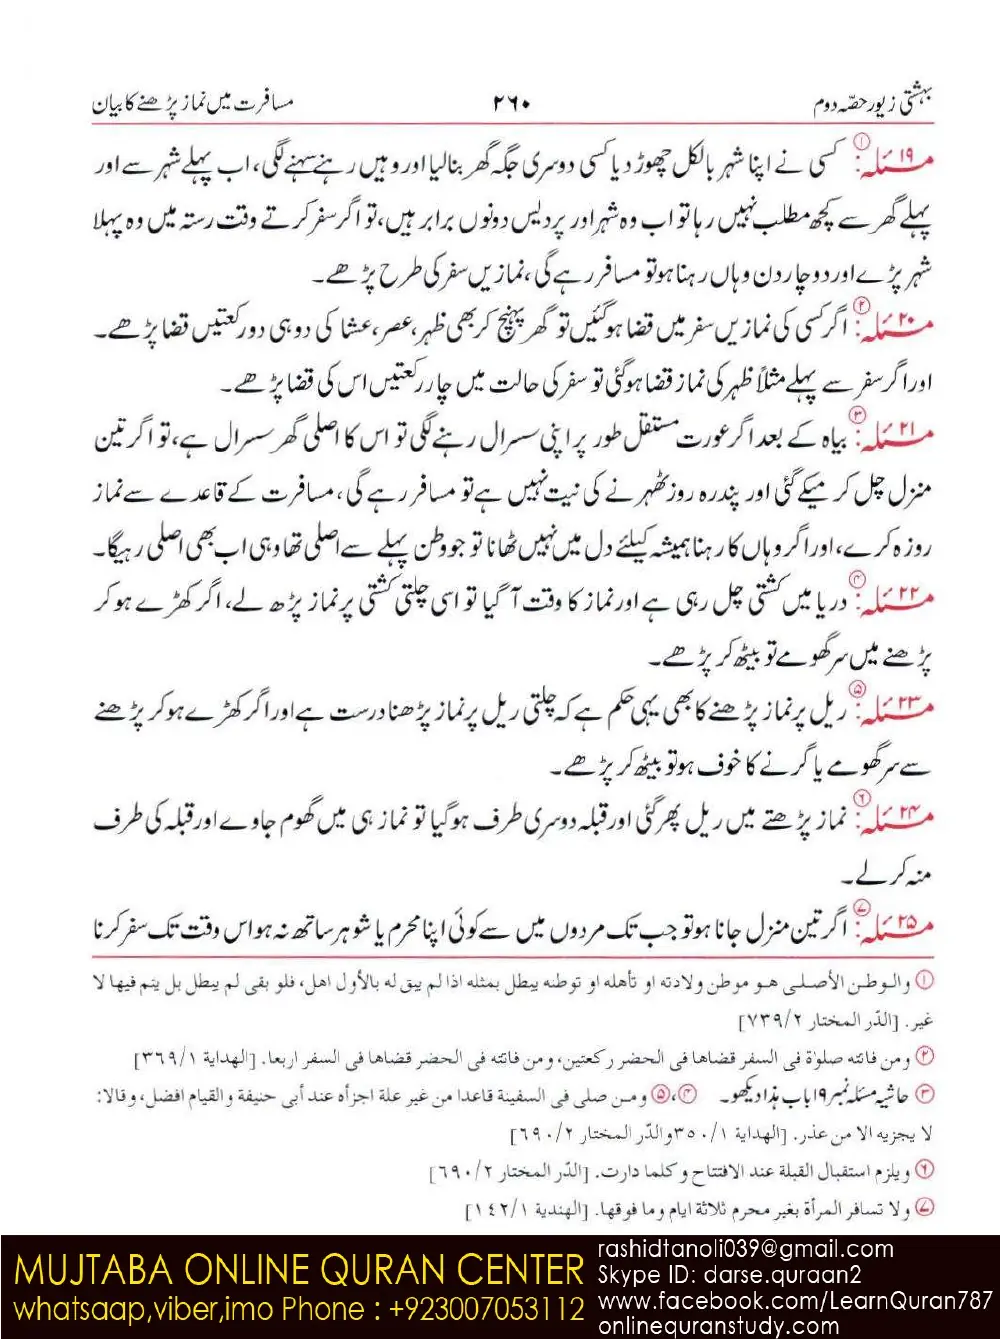 بہشتی زیور حصّہ دوم ۲۶۰ مسافرت میں نماز پڑھنے کا بیان
مسئلہ ۱۹: ① کسی نے اپنا شہر بالکل چھوڑ دیا کسی دوسری جگہ گھر بنالیا اور وہیں رہنے سہنے لگی، اب پہلے شہر سے اور
پہلے گھر سے کچھ مطلب نہیں رہا تو اب وہ شہر اور پردیس دونوں برابر ہیں، تو اگر سفر کرتے وقت رستہ میں وہ پہلا
شہر پڑے اور دو چار دن وہاں رہنا ہو تو مسافر رہے گی، نمازیں سفر کی طرح پڑھے۔
مسئلہ ۲۰: ② اگر کسی کی نمازیں سفر میں قضا ہوگئیں تو گھر پہنچ کر بھی ظہر، عصر، عشا کی دو ہی دو رکعتیں قضا پڑھے۔
اور اگر سفر سے پہلے مثلاً ظہر کی نماز قضا ہوگئی تو سفر کی حالت میں چار رکعتیں اس کی قضا پڑھے۔
مسئلہ ۲۱: ③ بیاہ کے بعد اگر عورت مستقل طور پر اپنی سسرال رہنے لگی تو اس کا اصلی گھر سسرال ہے، تو اگر تین
منزل چل کر میکے گئی اور پندرہ روز ٹھہرنے کی نیت نہیں ہے تو مسافر رہے گی، مسافرت کے قاعدے سے نماز
روزہ کرے، اور اگر وہاں کا رہنا ہمیشہ کیلئے دل میں نہیں ٹھانا تو جو وطن پہلے سے اصلی تھا وہی اب بھی اصلی رہیگا۔
مسئلہ ۲۲: ④ دریا میں کشتی چل رہی ہے اور نماز کا وقت آگیا تو اسی چلتی کشتی پر نماز پڑھ لے، اگر کھڑے ہو کر
پڑھنے میں سر گھومے تو بیٹھ کر پڑھے۔
مسئلہ ۲۳: ⑤ ریل پر نماز پڑھنے کا بھی یہی حکم ہے کہ چلتی ریل پر نماز پڑھنا درست ہے اور اگر کھڑے ہو کر پڑھنے
سے سر گھومے یا گرنے کا خوف ہو تو بیٹھ کر پڑھے۔
مسئلہ ۲۴: ⑥ نماز پڑھتے میں ریل پھر گئی اور قبلہ دوسری طرف ہوگیا تو نماز ہی میں گھوم جاوے اور قبلہ کی طرف
منہ کرلے۔
مسئلہ ۲۵: ⑦ اگر تین منزل جانا ہو تو جب تک مردوں میں سے کوئی اپنا محرم یا شوہر ساتھ نہ ہو اس وقت تک سفر کرنا
① والوطن الأصلی هو موطن ولادته او تأهله او توطنه يبطل بمثله اذا لم يبق له بالأول اهل، فلو بقی لم يبطل بل يتم فيها لا
غير. [الدّر المختار ۷۳۹/۲]
② ومن فاتته صلوٰة فی السفر قضاها فی الحضر ركعتين، ومن فاتته فی الحضر قضاها فی السفر اربعا. [الهداية ۳۶۹/۱]
③ حاشیہ مسئلہ نمبر ۱۹ باب ہذا دیکھو۔ ④،⑤ ومن صلى فی السفينة قاعدا من غير علة اجزأه عند أبی حنيفة والقيام افضل، وقالا:
لا يجزيه الا من عذر. [الهداية ۳۵۰/۱ والدّر المختار ۶۹۰/۲]
⑥ ويلزم استقبال القبلة عند الافتتاح وكلما دارت. [الدّر المختار ۶۹۰/۲]
⑦ ولا تسافر المرأة بغير محرم ثلاثة ايام وما فوقها. [الهندية ۱۴۲/۱]
MUJTABA ONLINE QURAN CENTER
whatsaap,viber,imo Phone : +923007053112
rashidtanoli039@gmail.com
Skype ID: darse.quraan2
www.facebook.com/LearnQuran787
onlinequranstudy.com